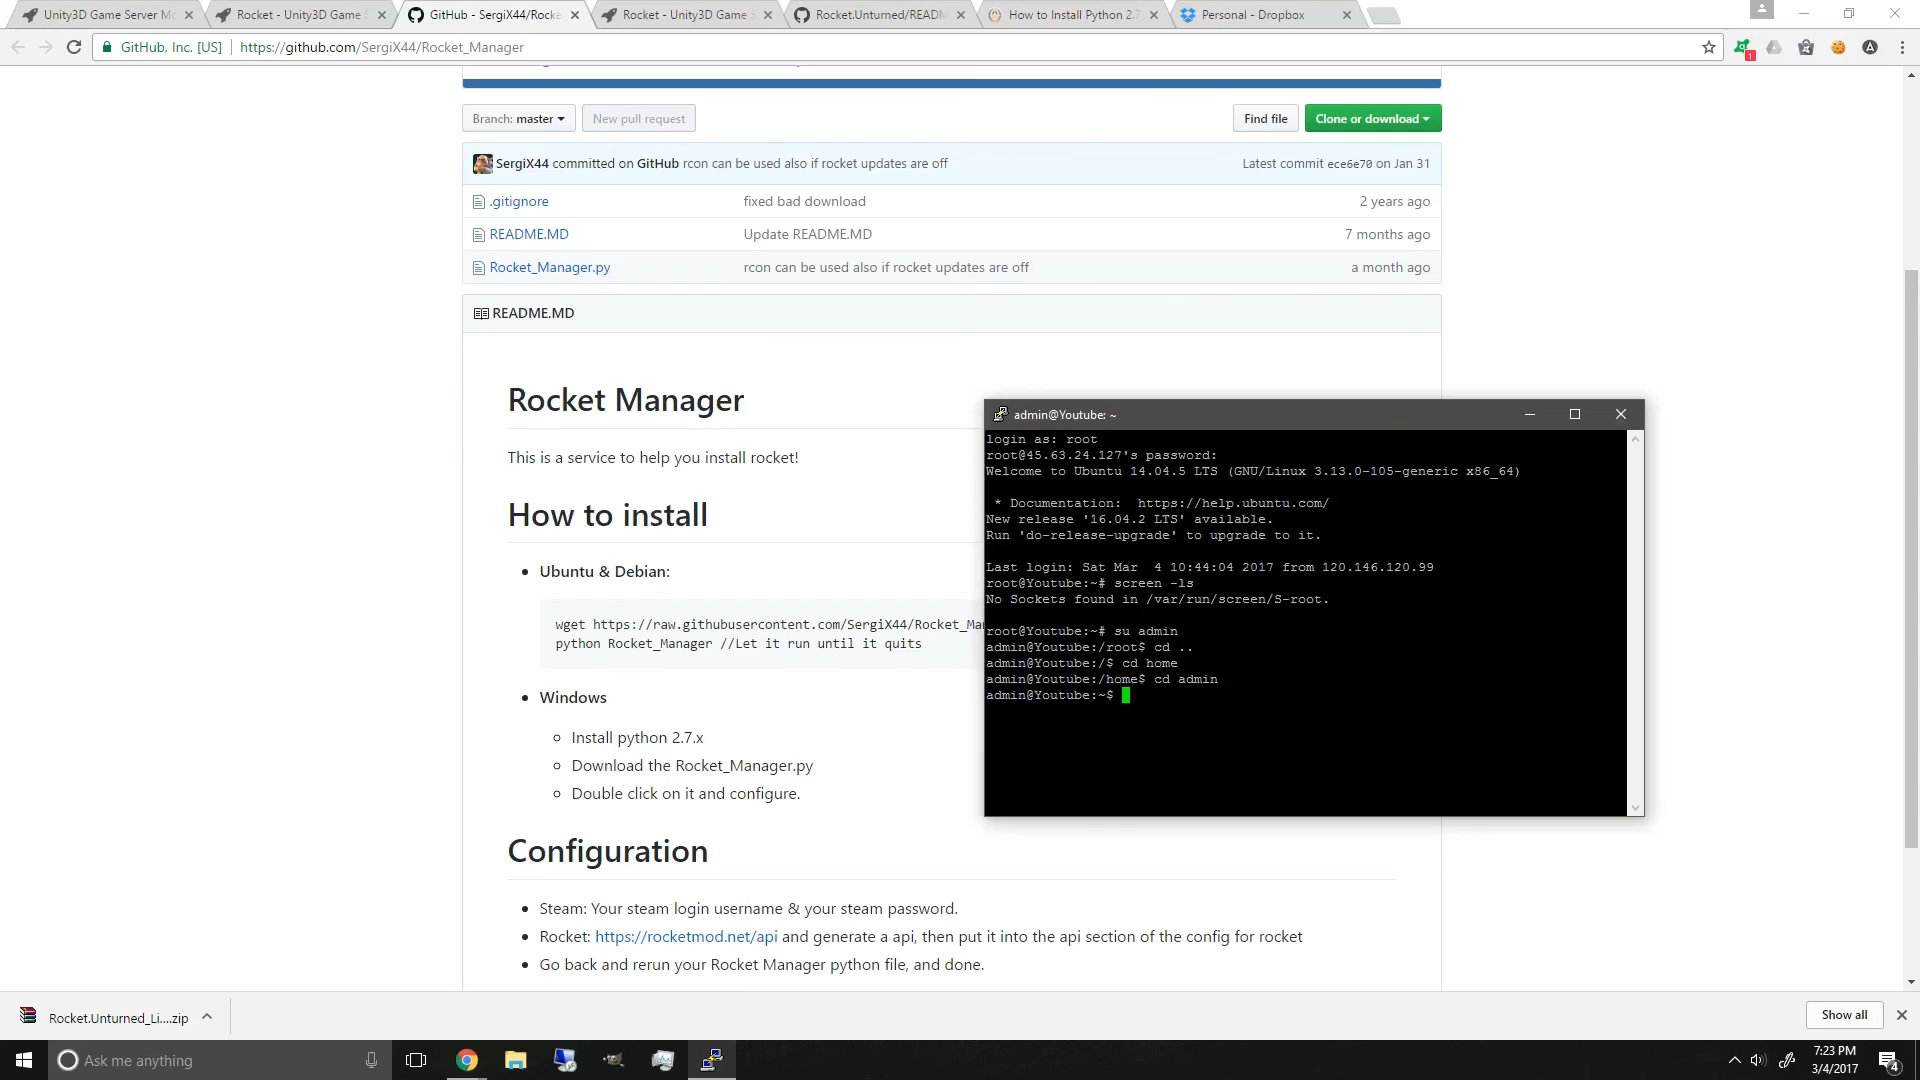 Unity3D Game Server Mo
Rocket - Unity3D Game S
GitHub - SergiX44/Rocke
Rocket - Unity3D Game S
Rocket.Unturned/READM
How to Install Python 2.7
Personal - Dropbox
GitHub, Inc. [US]
https://github.com/SergiX44/Rocket_Manager
1
Branch: master
New pull request
Find file
Clone or download
SergiX44 committed on GitHub rcon can be used also if rocket updates are off
Latest commit ece6e70 on Jan 31
.gitignore
fixed bad download
2 years ago
README.MD
Update README.MD
7 months ago
Rocket_Manager.py
rcon can be used also if rocket updates are off
a month ago
README.MD
Rocket Manager
This is a service to help you install rocket!
How to install
Ubuntu & Debian:
wget https://raw.githubusercontent.com/SergiX44/Rocket_Ma
python Rocket_Manager //Let it run until it quits
Windows
Install python 2.7.x
Download the Rocket_Manager.py
Double click on it and configure.
Configuration
Steam: Your steam login username & your steam password.
Rocket: https://rocketmod.net/api and generate a api, then put it into the api section of the config for rocket
Go back and rerun your Rocket Manager python file, and done.
admin@Youtube: ~
login as: root
root@45.63.24.127's password:
Welcome to Ubuntu 14.04.5 LTS (GNU/Linux 3.13.0-105-generic x86_64)
* Documentation:  https://help.ubuntu.com/
New release '16.04.2 LTS' available.
Run 'do-release-upgrade' to upgrade to it.
Last login: Sat Mar  4 10:44:04 2017 from 120.146.120.99
root@Youtube:~# screen -ls
No Sockets found in /var/run/screen/S-root.
root@Youtube:~# su admin
admin@Youtube:/root$ cd ..
admin@Youtube:/$ cd home
admin@Youtube:/home$ cd admin
admin@Youtube:~$
Rocket.Unturned_Li....zip
Show all
Ask me anything
7:23 PM
3/4/2017
4